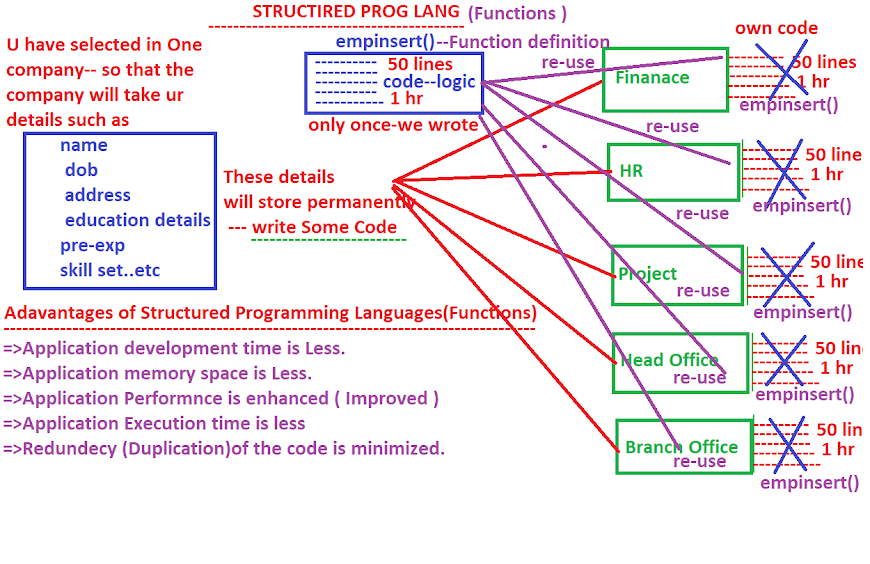 STRUCTIRED PROG LANG (Functions )
U have selected in One
company-- so that the
company will take ur
details such as
name
dob
address
education details
pre-exp
skill set..etc
empinsert()--Function definition
50 lines
code--logic
1 hr
only once-we wrote
These details
will store permanently
--- write Some Code
own code
re-use
Finanace
50 lines
1 hr
empinsert()
re-use
HR
50 line
1 hr
re-use
empinsert()
Project
re-use
50 line
1 hr
empinsert()
Head Office
re-use
50 li
1 hr
empinsert()
Branch Office
re-use
50 lin
1 hr
empinsert()
Adavantages of Structured Programming Languages(Functions)
=>Application development time is Less.
=>Application memory space is Less.
=>Application Performnce is enhanced ( Improved )
=>Application Execution time is less
=>Redundecy (Duplication)of the code is minimized.